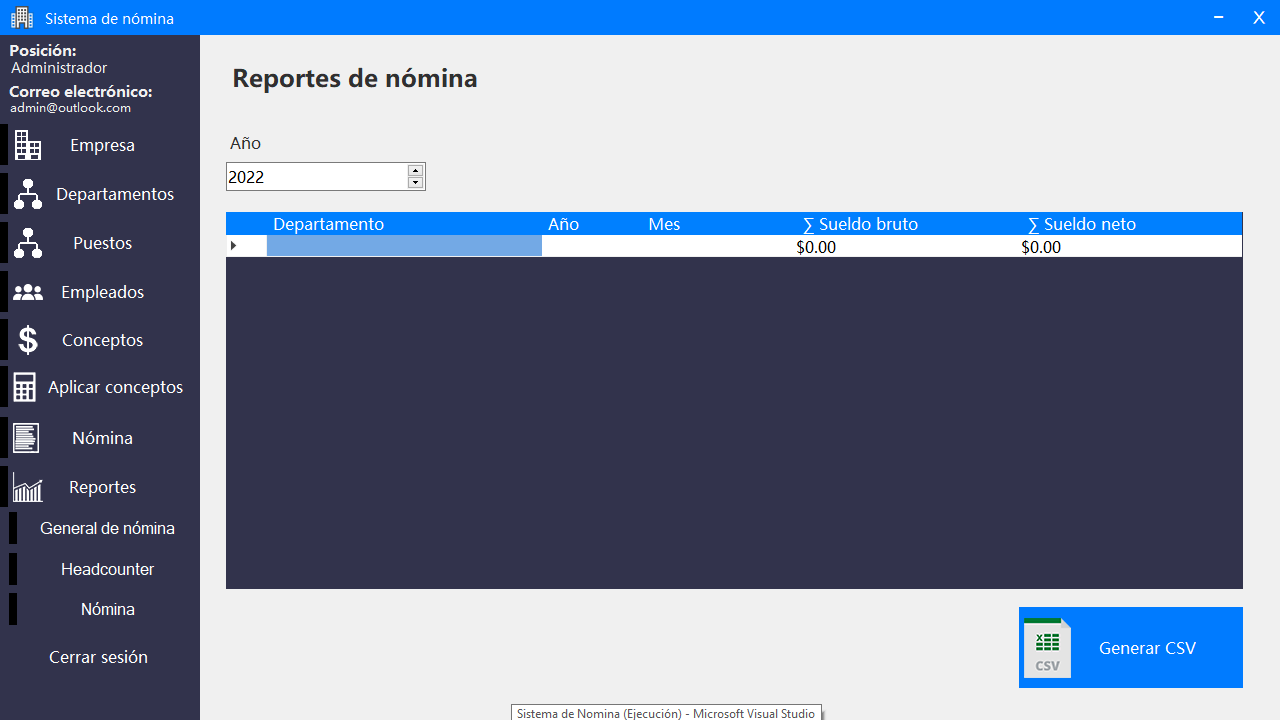 Sistema de nómina
X
Posición:
Administrador
Correo electrónico:
admin@outlook.com
Empresa
Departamentos
Puestos
Empleados
Conceptos
Aplicar conceptos
Nómina
Reportes
General de nómina
Headcounter
Nómina
Cerrar sesión
Reportes de nómina
Año
2022
Departamento Año Mes ∑ Sueldo bruto ∑ Sueldo neto
$0.00 $0.00
CSV
Generar CSV
Sistema de Nomina (Ejecución) - Microsoft Visual Studio